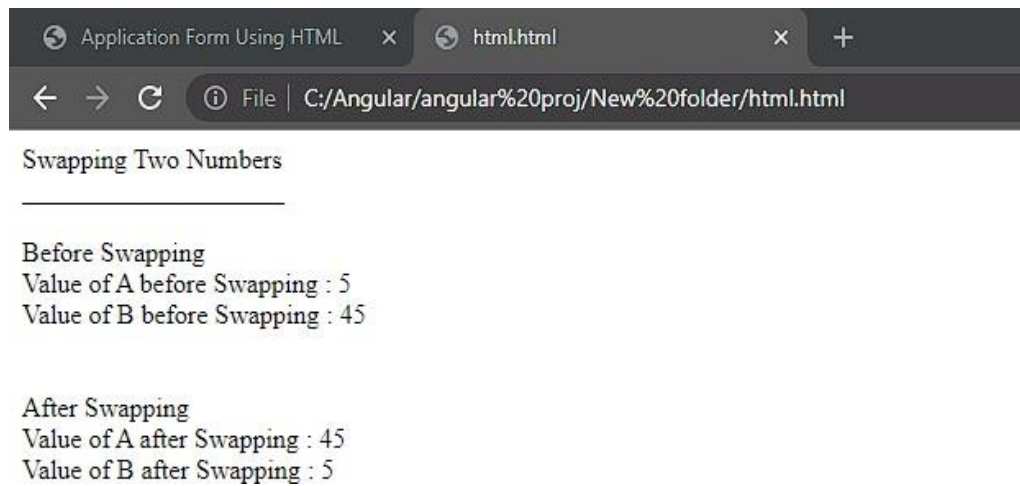 Application Form Using HTML
html.html
File | C:/Angular/angular%20proj/New%20folder/html.html
Swapping Two Numbers
____________________
Before Swapping
Value of A before Swapping : 5
Value of B before Swapping : 45
After Swapping
Value of A after Swapping : 45
Value of B after Swapping : 5